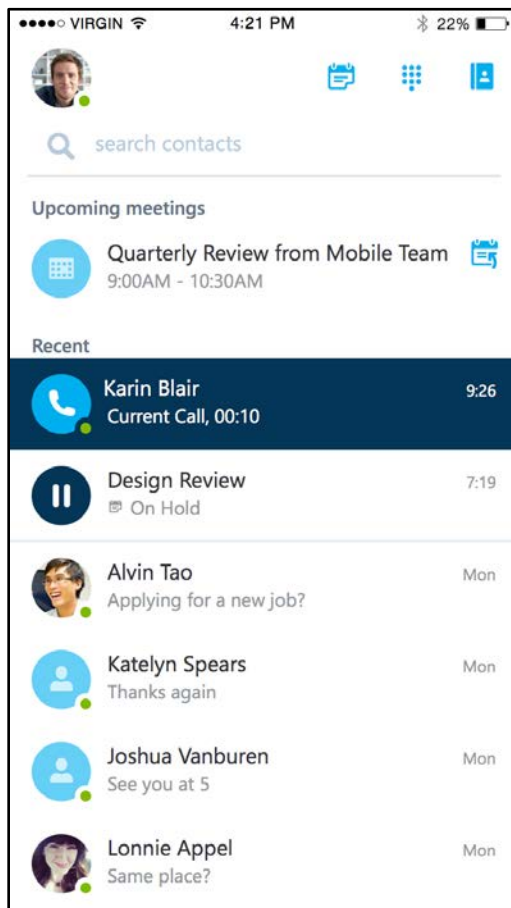 VIRGIN 4:21 PM 22%
search contacts
Upcoming meetings
Quarterly Review from Mobile Team
9:00AM - 10:30AM
Recent
Karin Blair 9:26
Current Call, 00:10
Design Review 7:19
On Hold
Alvin Tao Mon
Applying for a new job?
Katelyn Spears Mon
Thanks again
Joshua Vanburen Mon
See you at 5
Lonnie Appel Mon
Same place?